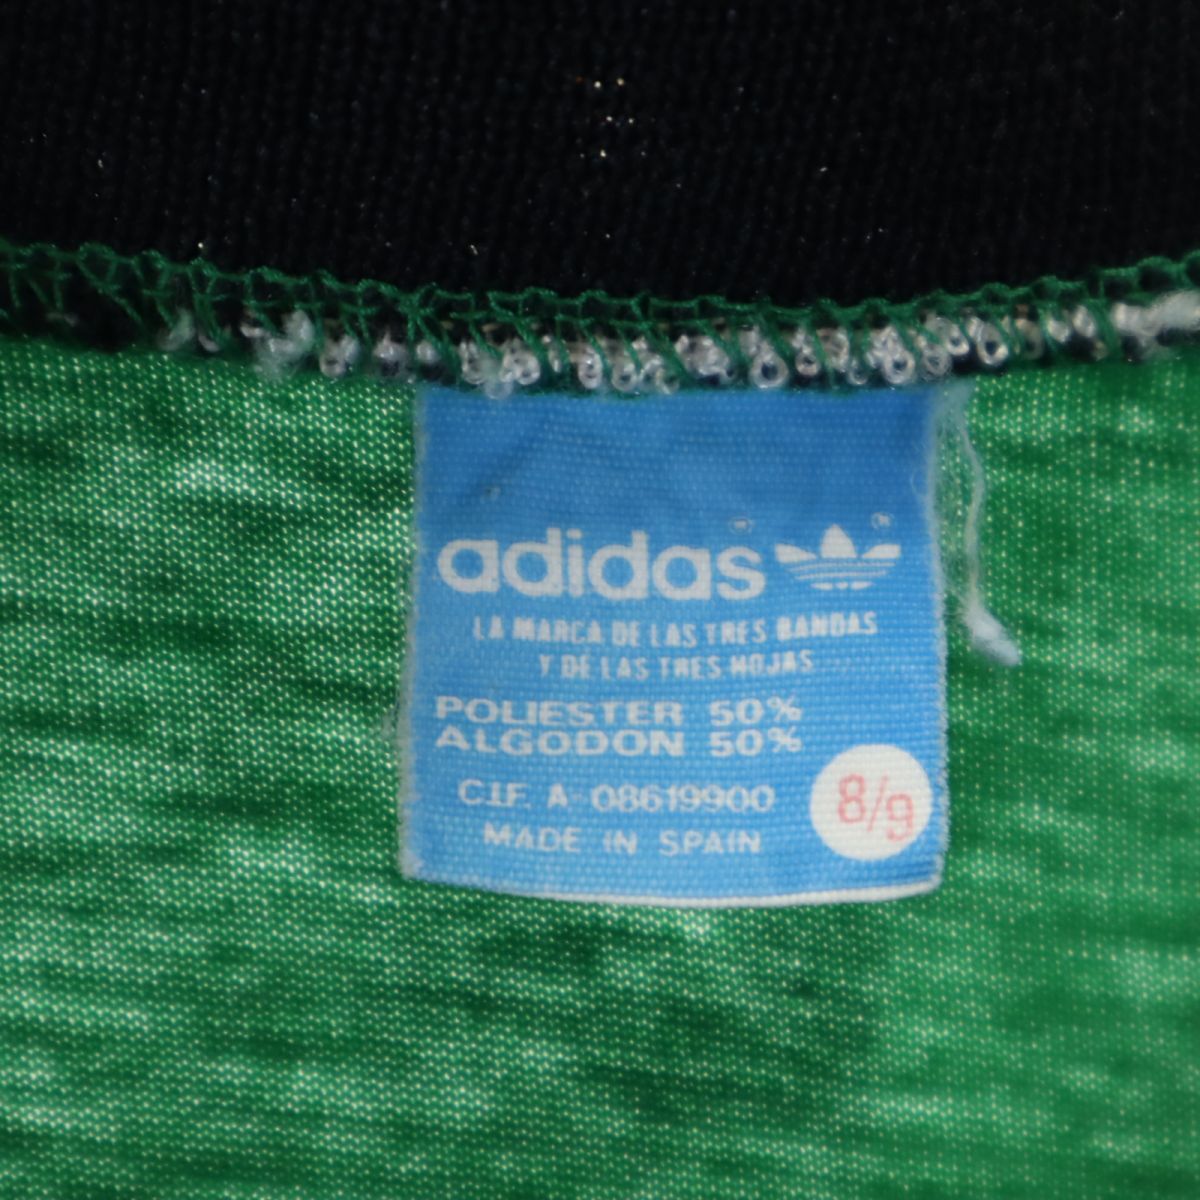 adidas ®
®
LA MARCA DE LAS TRES BANDAS
Y DE LAS TRES HOJAS
POLIESTER 50%
ALGODON 50%
C.I.F. A-08619900
MADE IN SPAIN
8/9